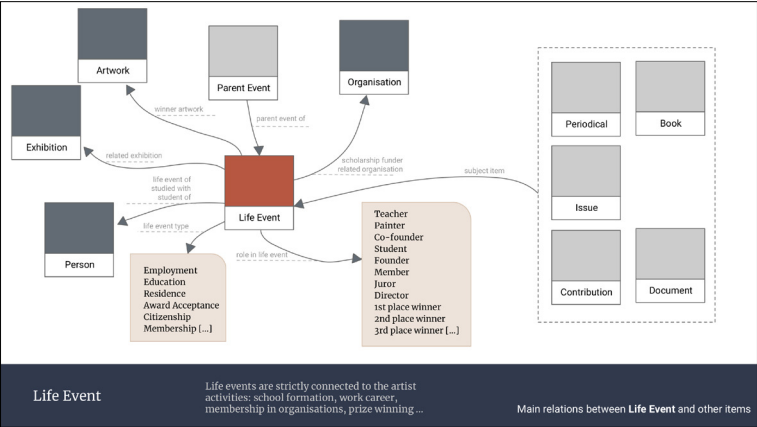 Artwork
Parent Event
Organisation
Exhibition
winner artwork
parent event of
related exhibition
life event of
studied with
student of
life event type
scholarship funder
related organisation
subject item
Life Event
role in life event
Person
Employment
Education
Residence
Award Acceptance
Citizenship
Membership [...]
Teacher
Painter
Co-founder
Student
Founder
Member
Juror
Director
1st place winner
2nd place winner
3rd place winner [...]
Periodical
Book
Issue
Contribution
Document
Life Event
Life events are strictly connected to the artist
activities: school formation, work career,
membership in organisations, prize winning ...
Main relations between Life Event and other items